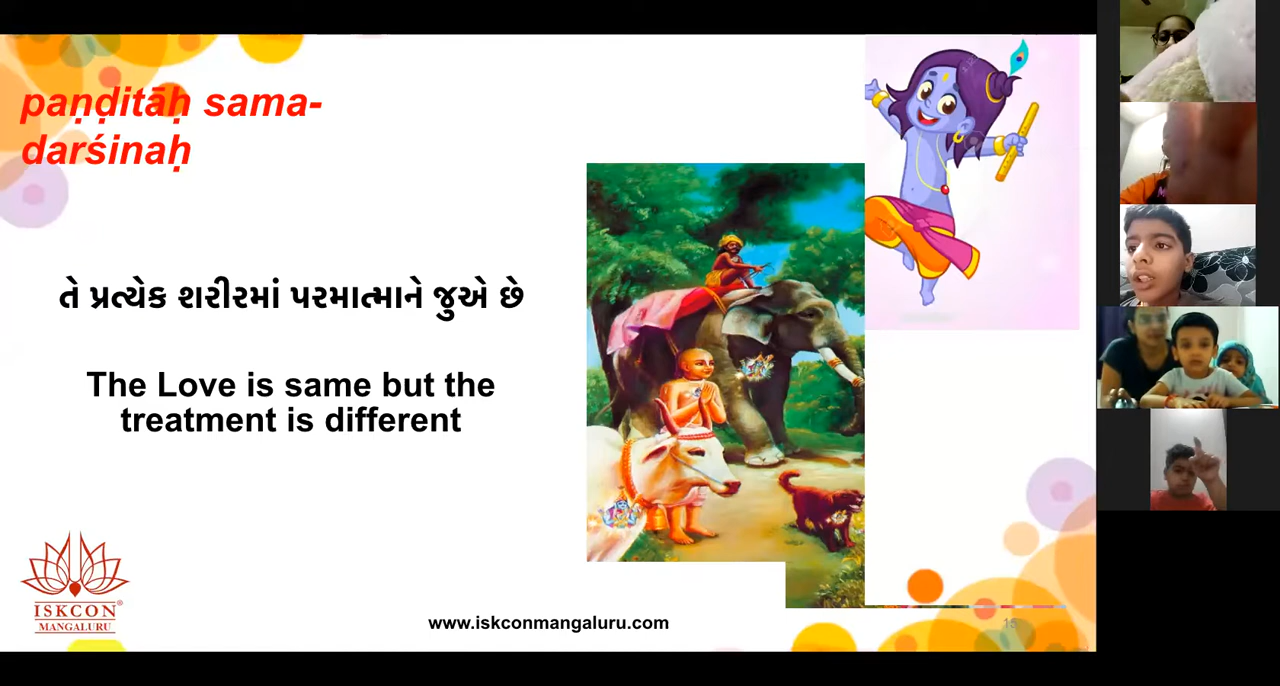 paṇḍitāḥ sama-
darśinaḥ
તે પ્રત્યેક શરીરમાં પરમાત્માને જુએ છે
The Love is same but the
treatment is different
ISKCON®
MANGALURU
www.iskconmangaluru.com
15